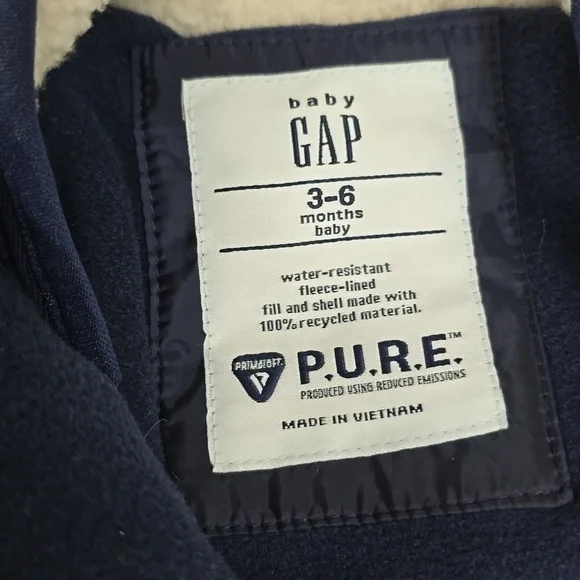 baby
GAP
3-6
months
baby
water-resistant
fleece-lined
fill and shell made with
100% recycled material.
PRIMALOFT
P.U.R.E.™
PRODUCED USING REDUCED EMISSIONS
MADE IN VIETNAM